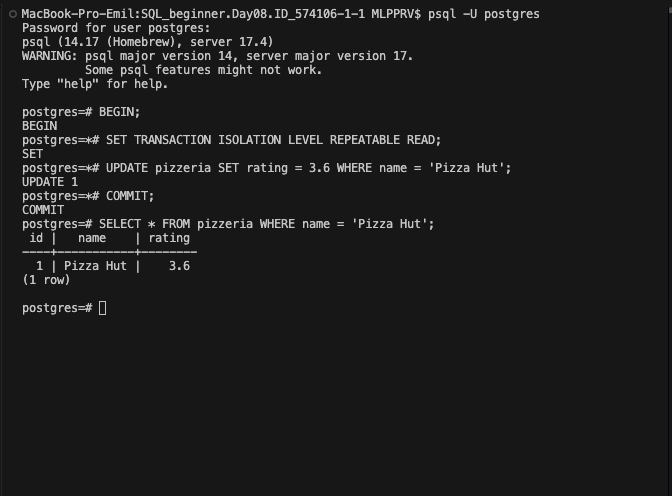 MacBook-Pro-Emil:SQL_beginner.Day08.ID_574106-1-1 MLPPRV$ psql -U postgres
Password for user postgres:
psql (14.17 (Homebrew), server 17.4)
WARNING: psql major version 14, server major version 17.
         Some psql features might not work.
Type "help" for help.

postgres=# BEGIN;
BEGIN
postgres=*# SET TRANSACTION ISOLATION LEVEL REPEATABLE READ;
SET
postgres=*# UPDATE pizzeria SET rating = 3.6 WHERE name = 'Pizza Hut';
UPDATE 1
postgres=*# COMMIT;
COMMIT
postgres=# SELECT * FROM pizzeria WHERE name = 'Pizza Hut';
 id |   name    | rating
----+-----------+--------
  1 | Pizza Hut |    3.6
(1 row)

postgres=#